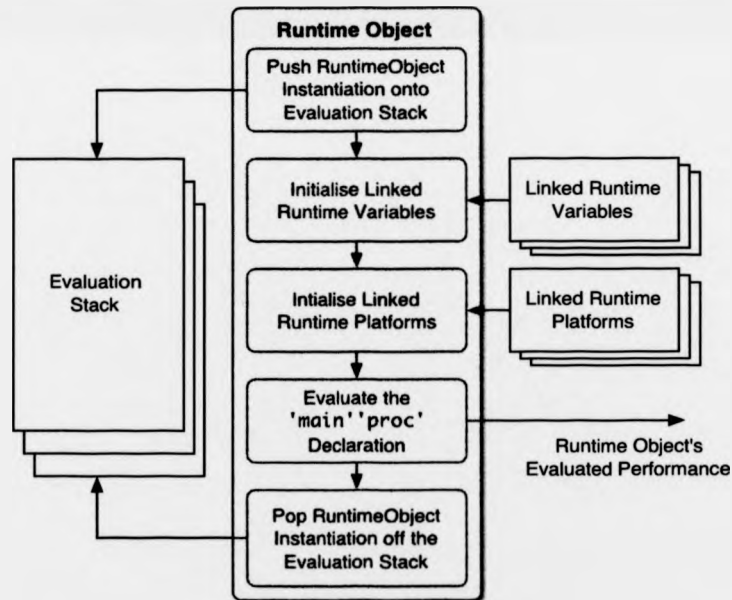 Runtime Object
Push RuntimeObject
Instantiation onto
Evaluation Stack
Initialise Linked
Runtime Variables
Linked Runtime
Variables
Evaluation
Stack
Intialise Linked
Runtime Platforms
Linked Runtime
Platforms
Evaluate the
'main''proc'
Declaration
Runtime Object's
Evaluated Performance
Pop RuntimeObject
Instantiation off the
Evaluation Stack